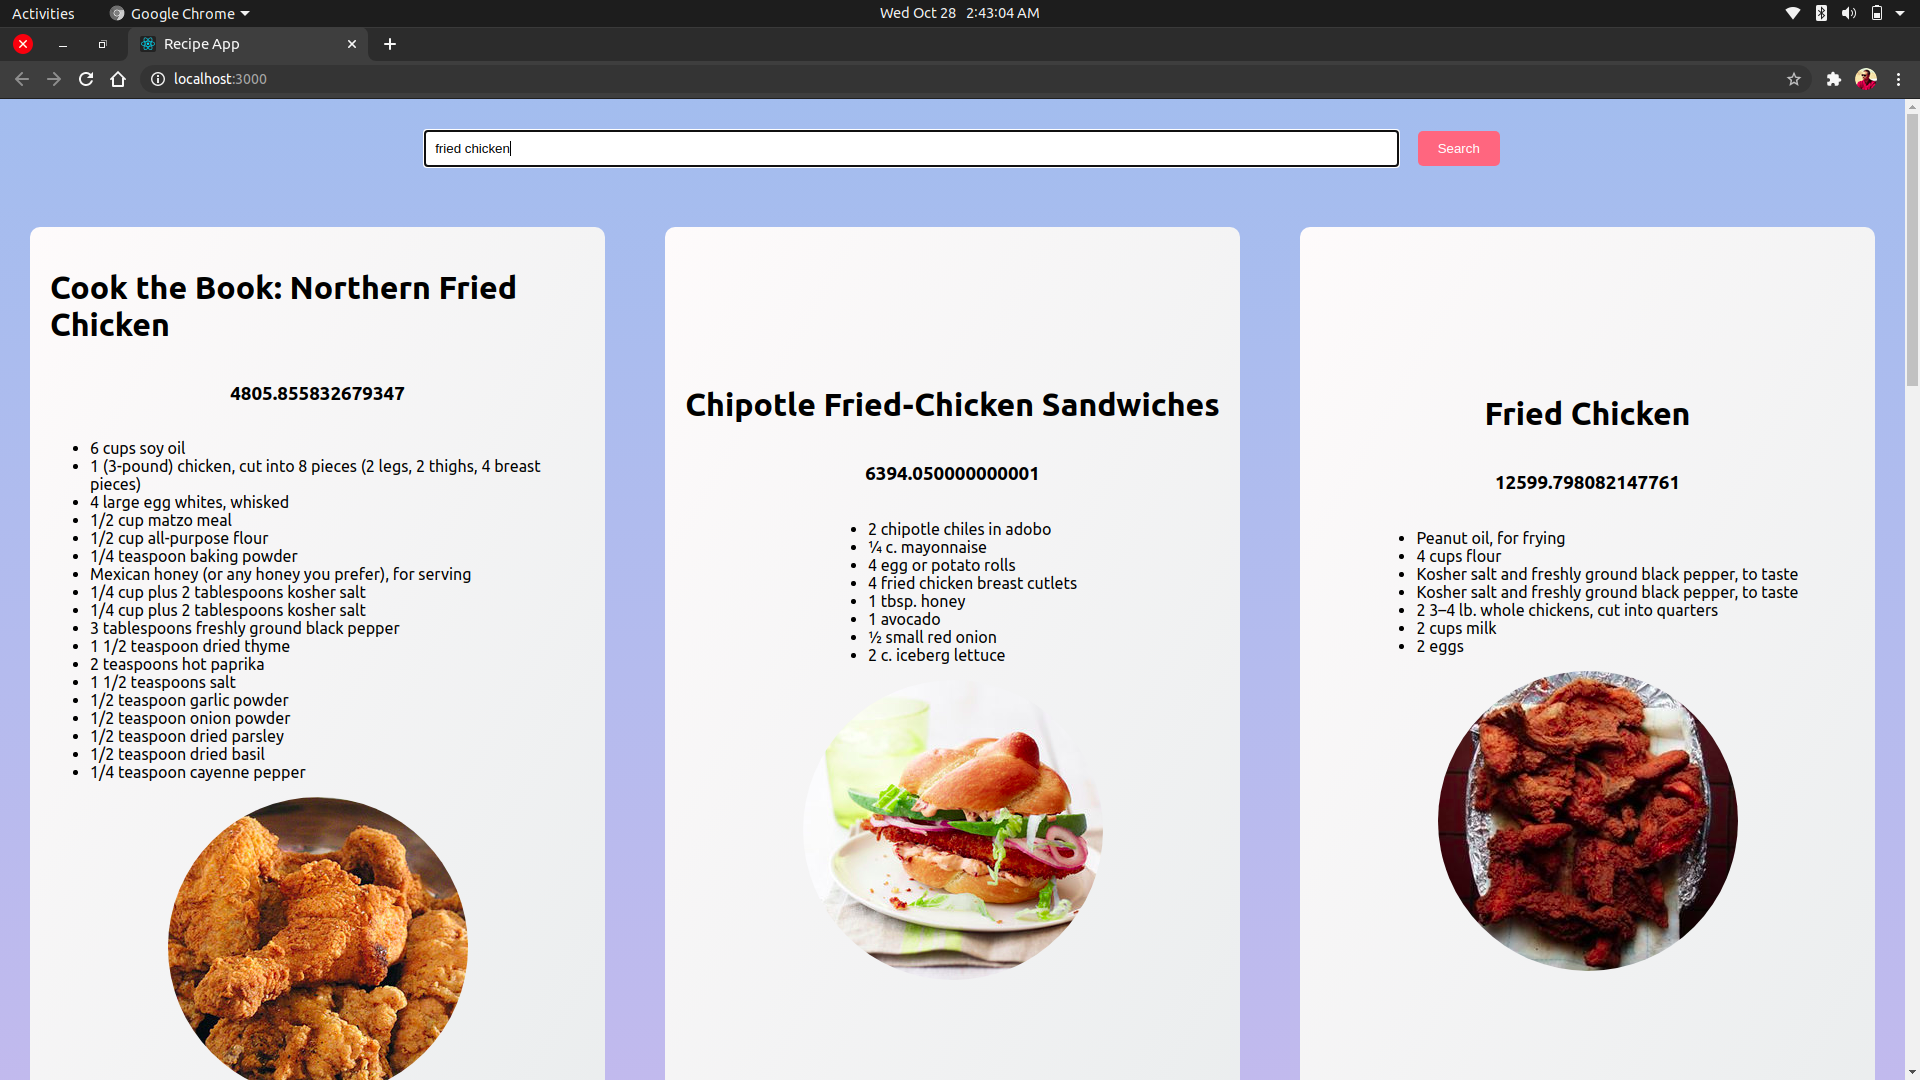 Activities
Google Chrome
Wed Oct 28 2:43:04 AM
Recipe App
localhost:3000
fried chicken
Search
Cook the Book: Northern Fried
Chicken
4805.855832679347
6 cups soy oil
1 (3-pound) chicken, cut into 8 pieces (2 legs, 2 thighs, 4 breast
pieces)
4 large egg whites, whisked
1/2 cup matzo meal
1/2 cup all-purpose flour
1/4 teaspoon baking powder
Mexican honey (or any honey you prefer), for serving
1/4 cup plus 2 tablespoons kosher salt
1/4 cup plus 2 tablespoons kosher salt
3 tablespoons freshly ground black pepper
1 1/2 teaspoon dried thyme
2 teaspoons hot paprika
1 1/2 teaspoons salt
1/2 teaspoon garlic powder
1/2 teaspoon onion powder
1/2 teaspoon dried parsley
1/2 teaspoon dried basil
1/4 teaspoon cayenne pepper
Chipotle Fried-Chicken Sandwiches
6394.050000000001
2 chipotle chiles in adobo
¼ c. mayonnaise
4 egg or potato rolls
4 fried chicken breast cutlets
1 tbsp. honey
1 avocado
½ small red onion
2 c. iceberg lettuce
Fried Chicken
12599.798082147761
Peanut oil, for frying
4 cups flour
Kosher salt and freshly ground black pepper, to taste
Kosher salt and freshly ground black pepper, to taste
2 3–4 lb. whole chickens, cut into quarters
2 cups milk
2 eggs